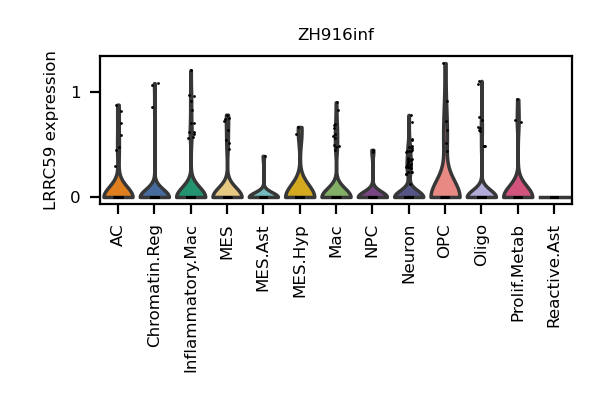 ZH916inf
LRRC59 expression
1
0
AC
Chromatin.Reg
Inflammatory.Mac
MES
MES.Ast
MES.Hyp
Mac
NPC
Neuron
OPC
Oligo
Prolif.Metab
Reactive.Ast